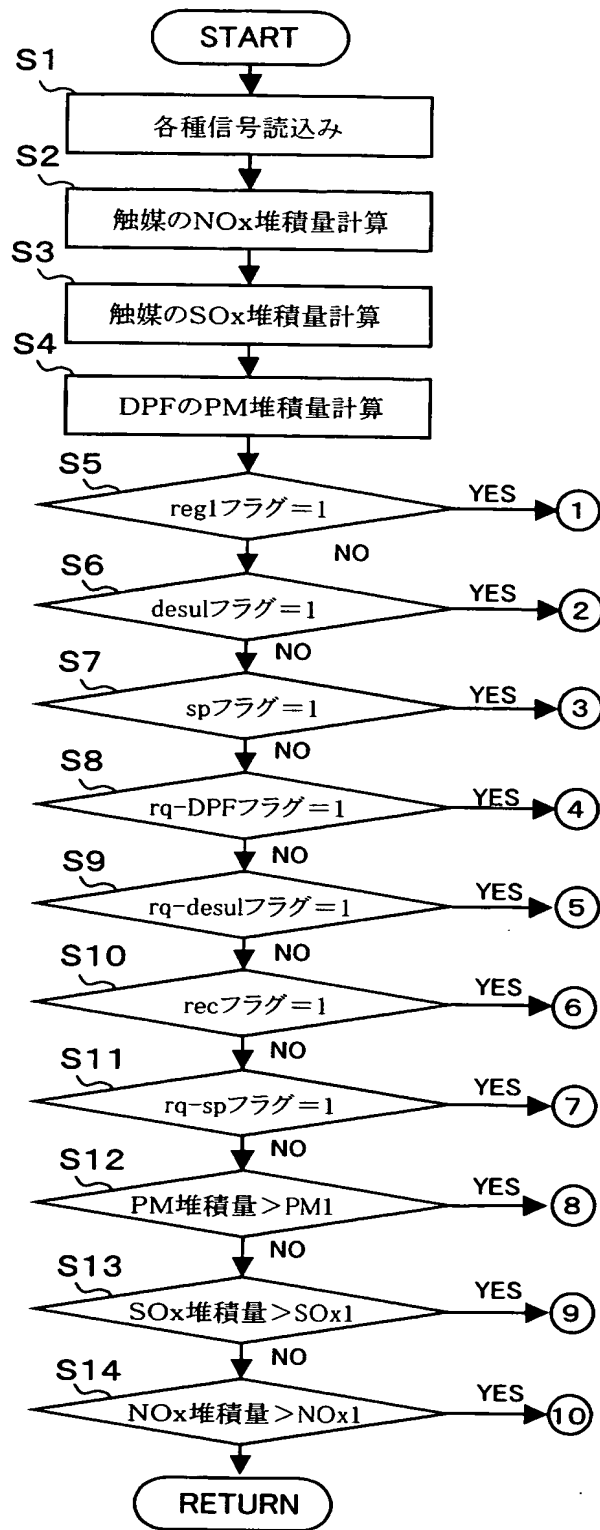 START
S1
各種信号読込み
S2
触媒のNOx堆積量計算
S3
触媒のSOx堆積量計算
S4
DPFのPM堆積量計算
S5
reg1フラグ=1
YES
1
NO
S6
desulフラグ=1
YES
2
NO
S7
spフラグ=1
YES
3
NO
S8
rq-DPFフラグ=1
YES
4
NO
S9
rq-desulフラグ=1
YES
5
NO
S10
recフラグ=1
YES
6
NO
S11
rq-spフラグ=1
YES
7
NO
S12
PM堆積量>PM1
YES
8
NO
S13
SOx堆積量>SOx1
YES
9
NO
S14
NOx堆積量>NOx1
YES
10
RETURN